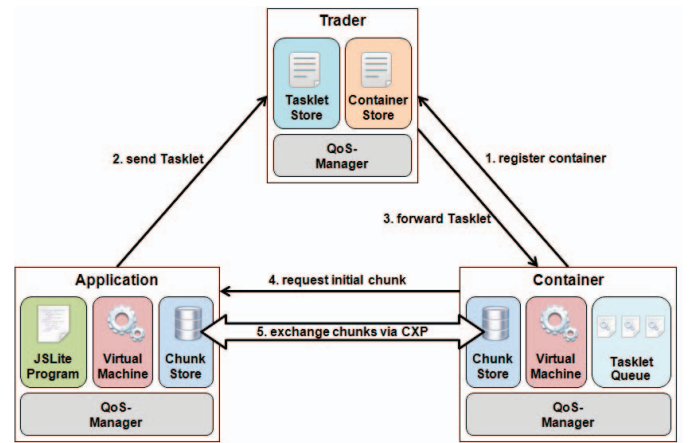 Trader
Tasklet
Store
Container
Store
QoS-
Manager
2. send Tasklet
1. register container
3. forward Tasklet
Application
4. request initial chunk
Container
JSLite
Program
Virtual
Machine
Chunk
Store
5. exchange chunks via CXP
Chunk
Store
Virtual
Machine
Tasklet
Queue
QoS-
Manager
QoS-
Manager